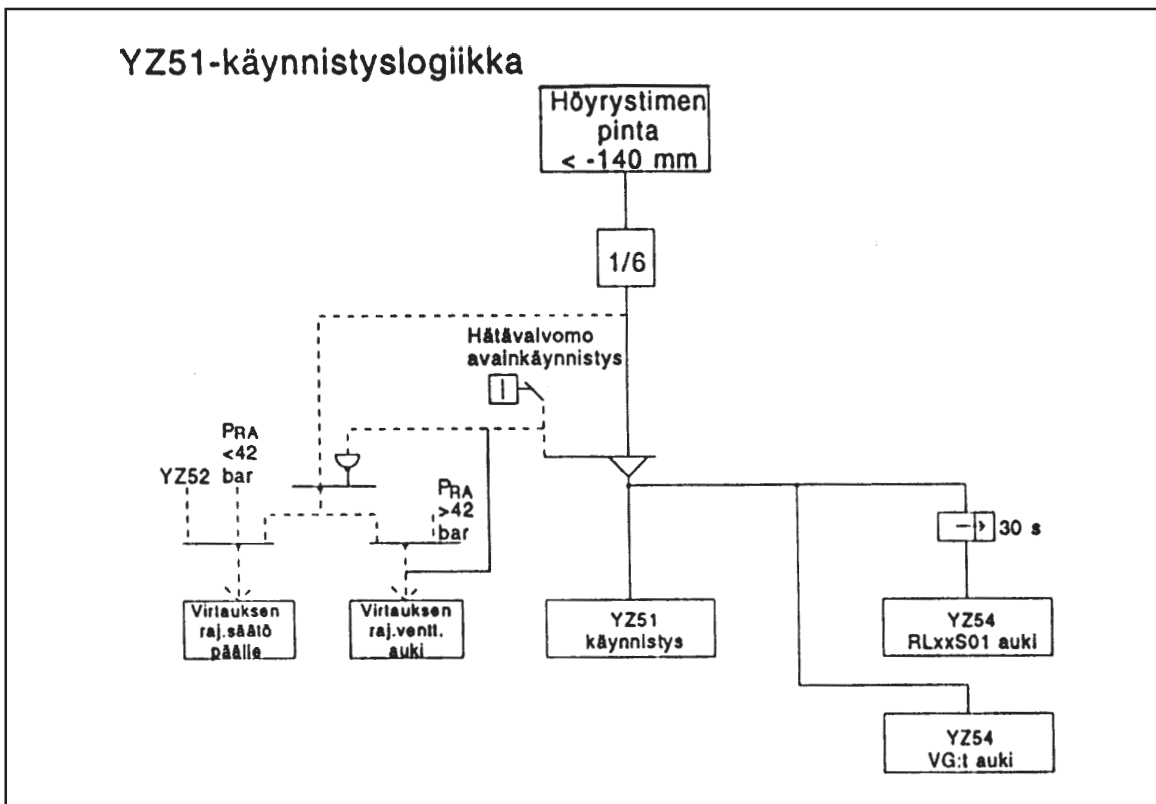 YZ51-käynnistyslogiikka
Höyrystimen
pinta
< -140 mm
1/6
Hätävalvomo
avainkäynnistys
PRA
<42
bar
YZ52
PRA
>42
bar
30 s
Virtauksen
raj.säätö
päälle
Virtauksen
raj.ventt.
auki
YZ51
käynnistys
YZ54
RLxxS01 auki
YZ54
VG:t auki